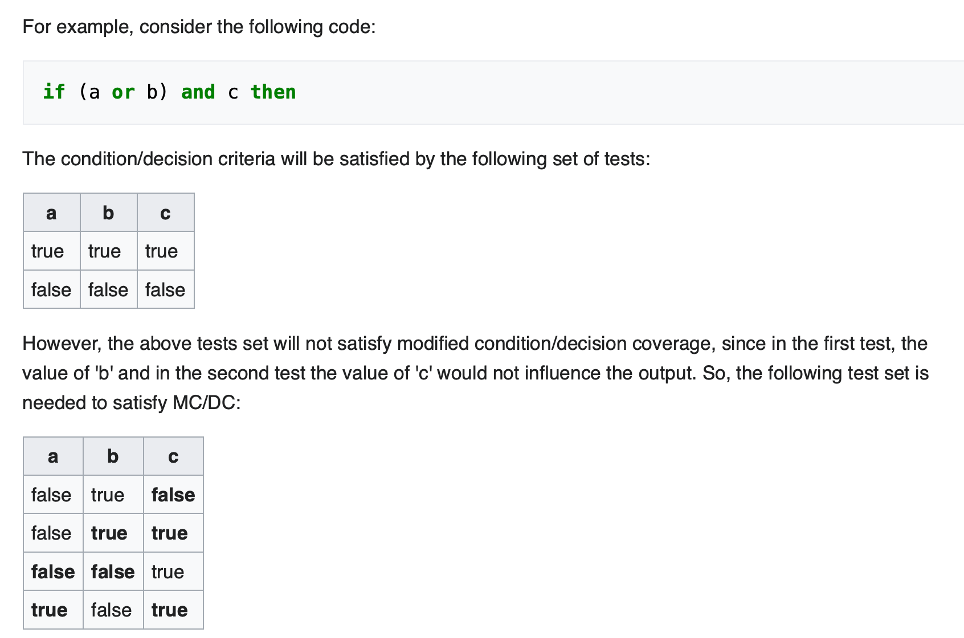 For example, consider the following code:
if (a or b) and c then
The condition/decision criteria will be satisfied by the following set of tests:
a b c
true true true
false false false
However, the above tests set will not satisfy modified condition/decision coverage, since in the first test, the
value of 'b' and in the second test the value of 'c' would not influence the output. So, the following test set is
needed to satisfy MC/DC:
a b c
false true false
false true true
false false true
true false true